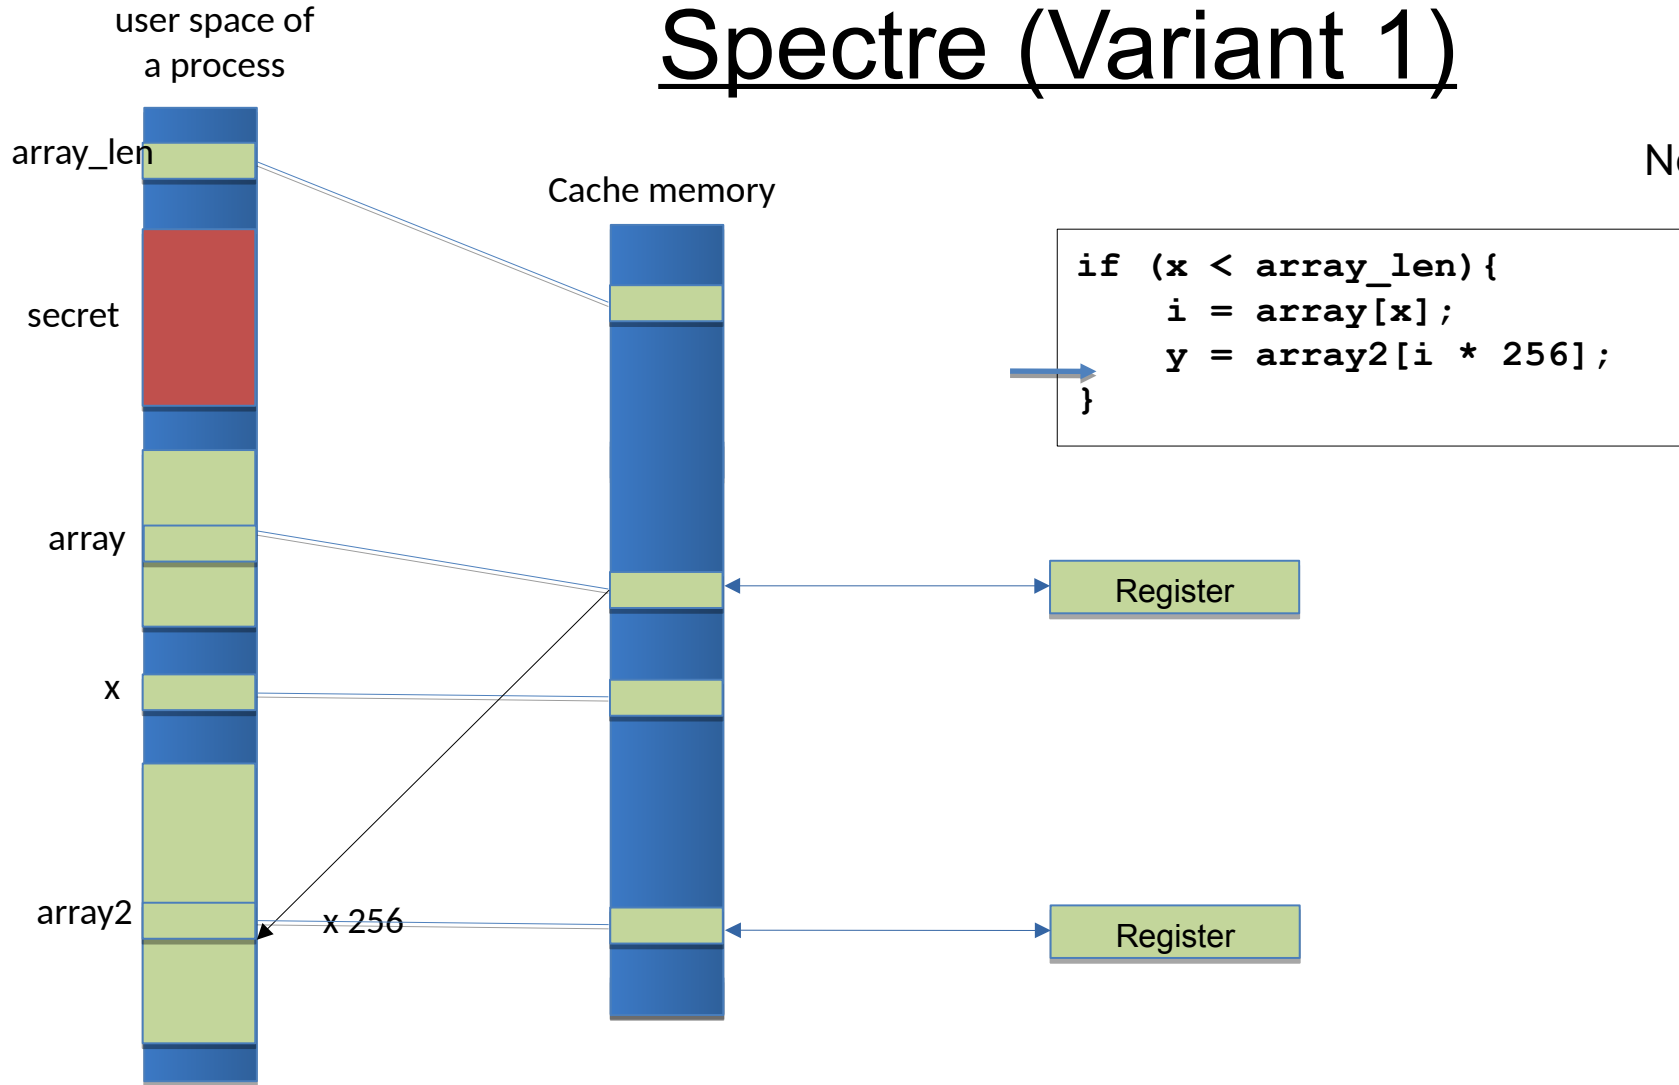 user space of
a process
Spectre (Variant 1)
array_len
Cache memory
secret
if (x < array_len){
i = array[x];
y = array2[i * 256];
}
array
Register
x
array2
x 256
Register